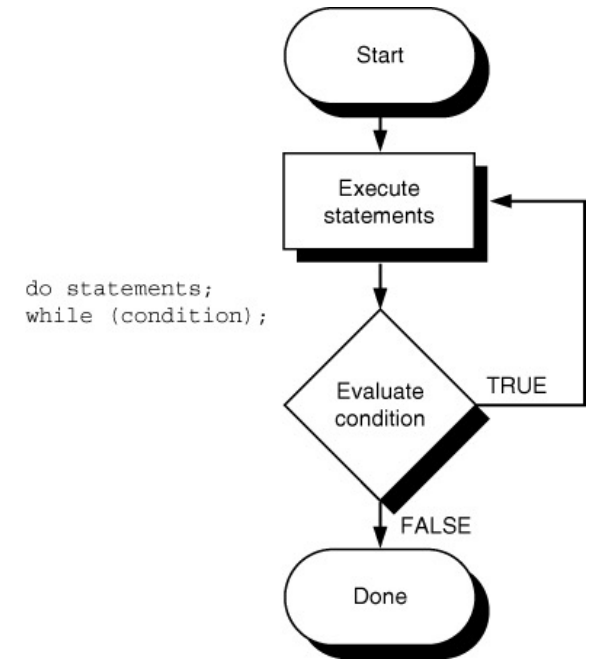 Start
Execute
statements
do statements;
while (condition);
Evaluate
condition
TRUE
FALSE
Done